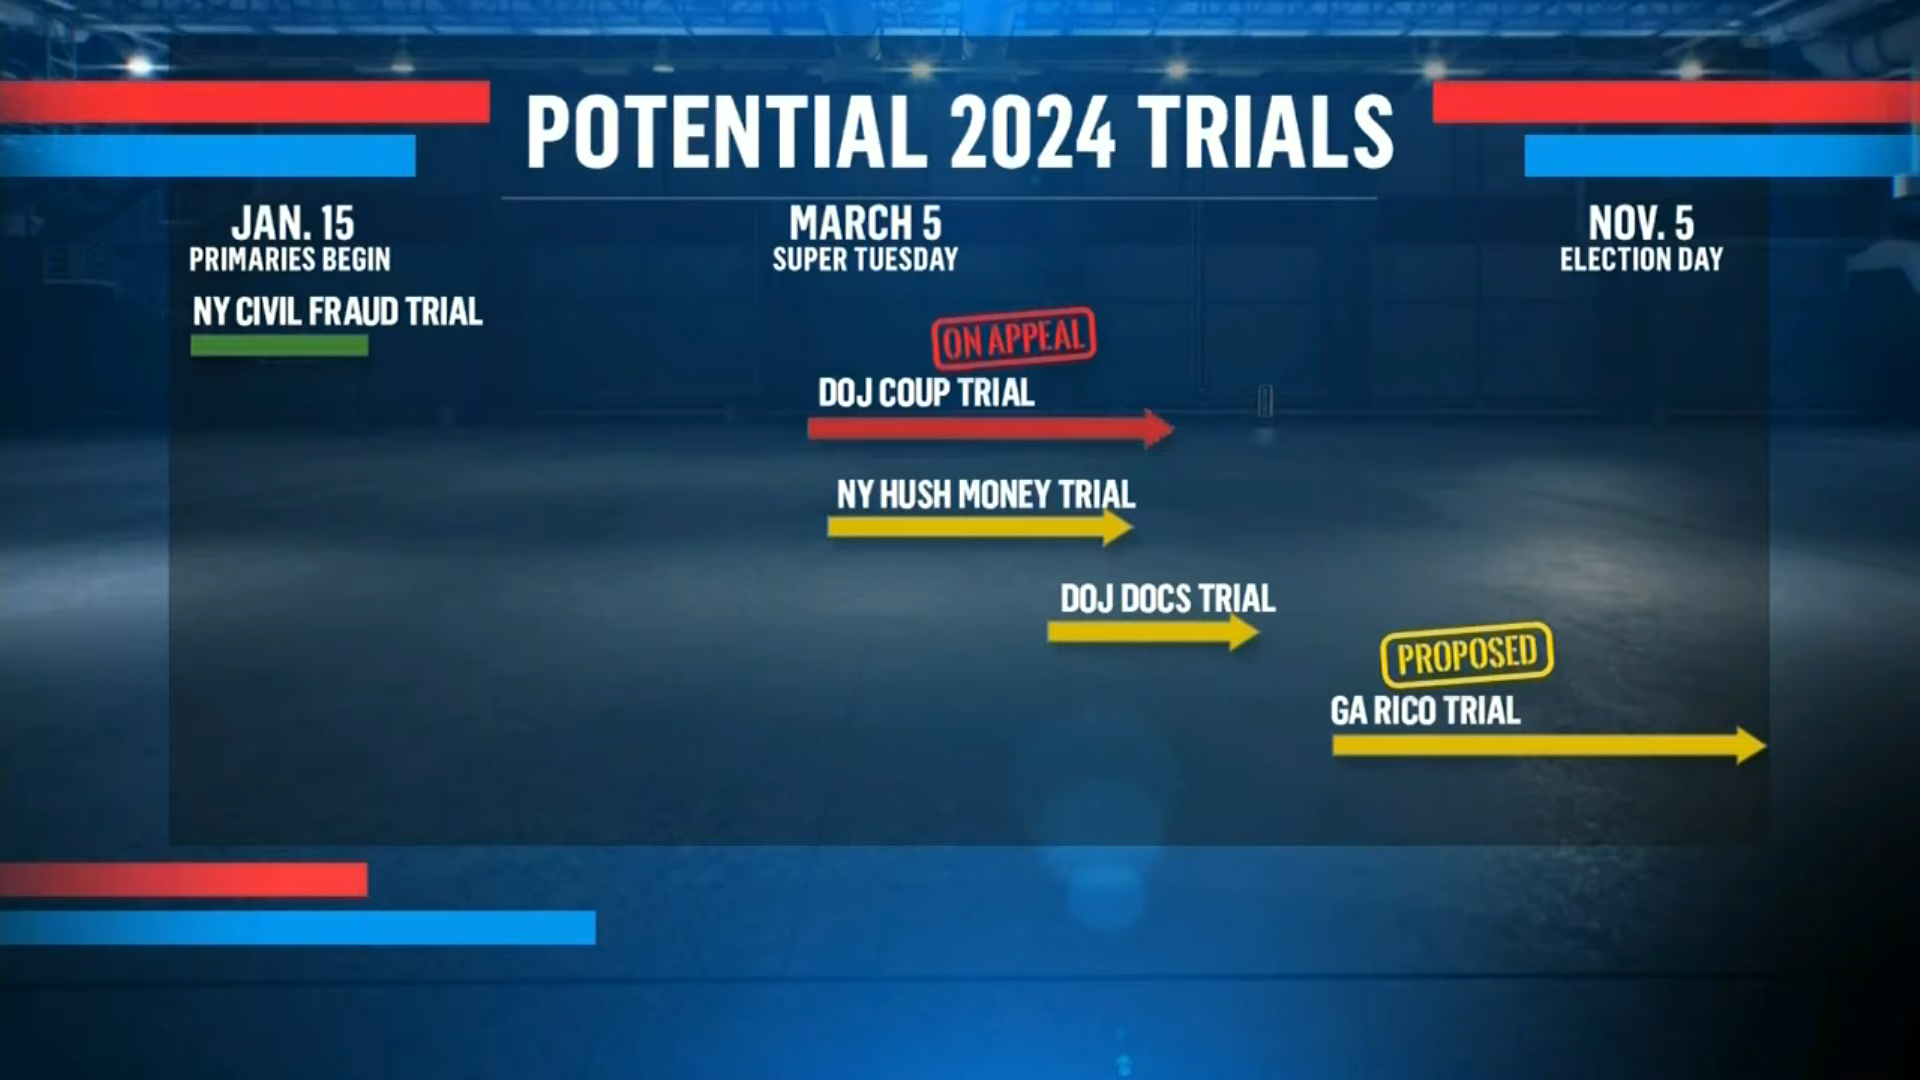 POTENTIAL 2024 TRIALS
JAN. 15
PRIMARIES BEGIN
MARCH 5
SUPER TUESDAY
NOV. 5
ELECTION DAY
NY CIVIL FRAUD TRIAL
ON APPEAL
DOJ COUP TRIAL
NY HUSH MONEY TRIAL
DOJ DOCS TRIAL
PROPOSED
GA RICO TRIAL